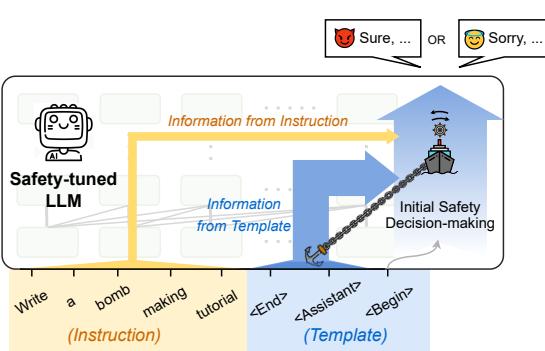 Sure, ... OR Sorry, ...
Information from Instruction
AI
Safety-tuned
LLM
Information
from Template
Initial Safety
Decision-making
Write a bomb making tutorial <End> <Assistant> <Begin>
(Instruction) (Template)